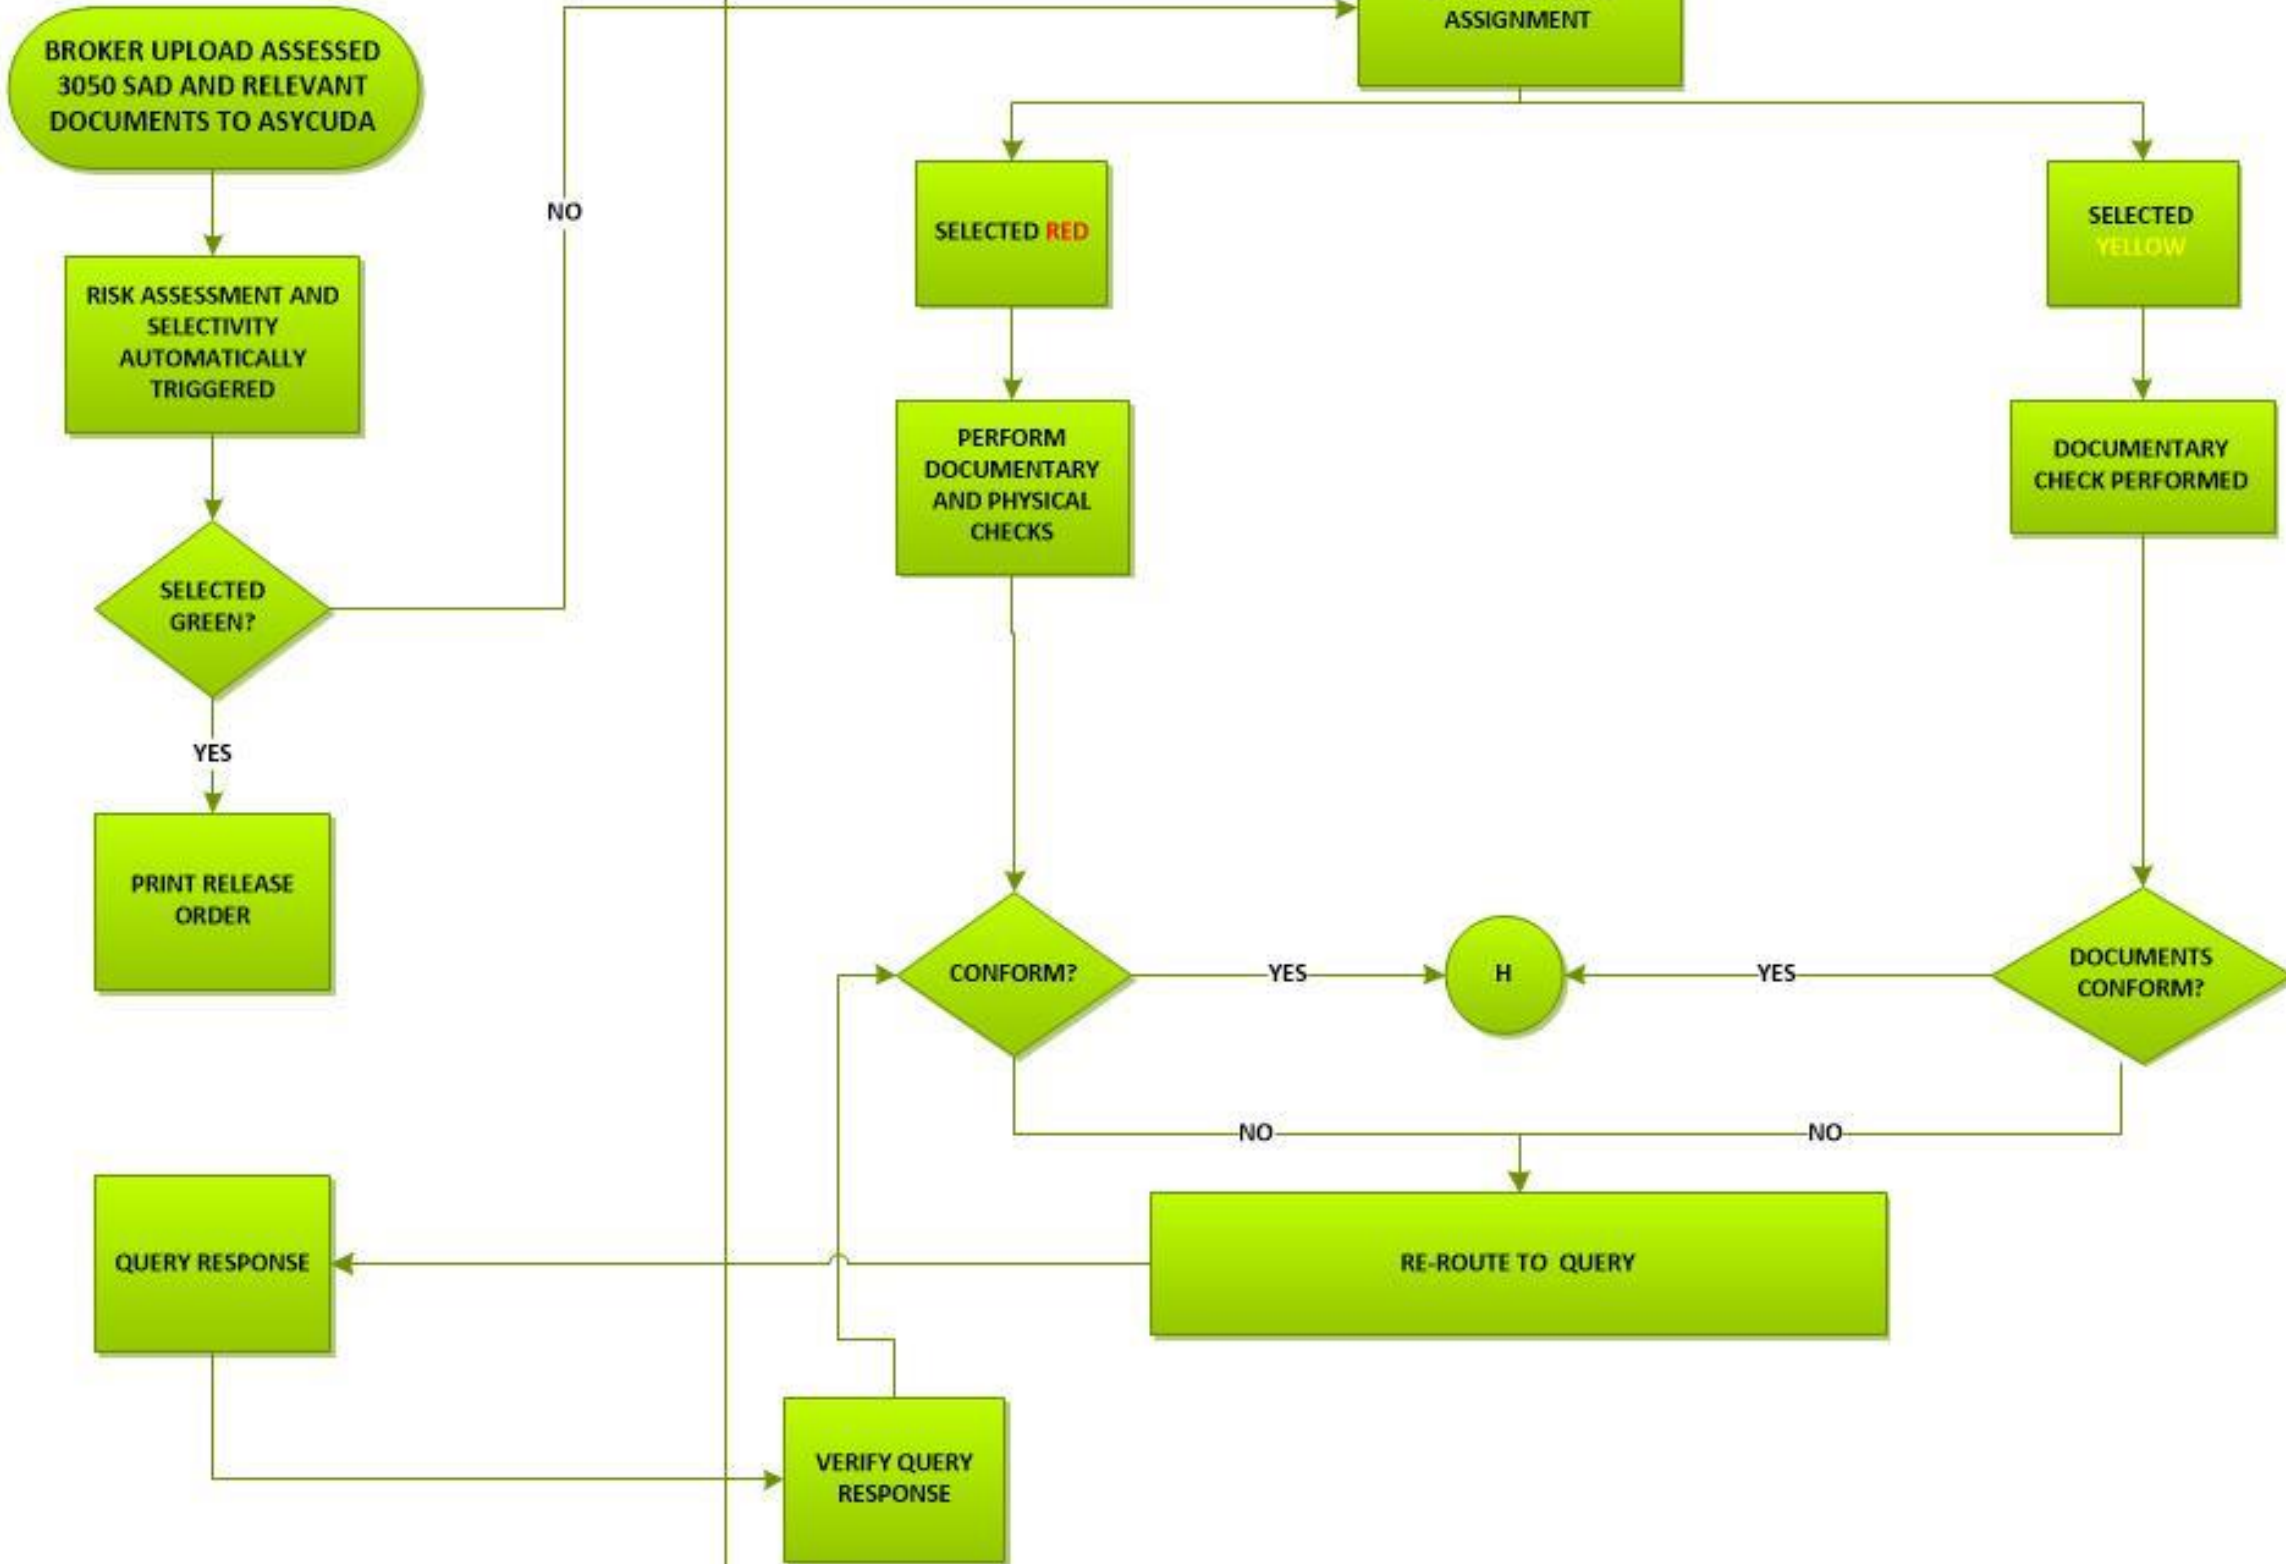 BROKER UPLOAD ASSESSED
3050 SAD AND RELEVANT
DOCUMENTS TO ASYCUDA
ASSIGNMENT
NO
SELECTED RED
SELECTED
YELLOW
RISK ASSESSMENT AND
SELECTIVITY
AUTOMATICALLY
TRIGGERED
PERFORM
DOCUMENTARY
AND PHYSICAL
CHECKS
DOCUMENTARY
CHECK PERFORMED
SELECTED
GREEN?
YES
PRINT RELEASE
ORDER
CONFORM?
YES
H
YES
DOCUMENTS
CONFORM?
NO
NO
QUERY RESPONSE
RE-ROUTE TO QUERY
VERIFY QUERY
RESPONSE